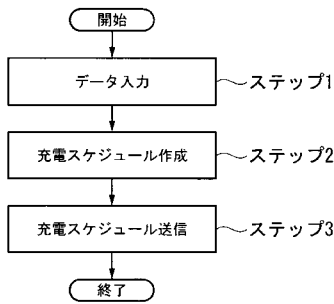 開始
データ入力 ステップ1
充電スケジュール作成 ステップ2
充電スケジュール送信 ステップ3
終了